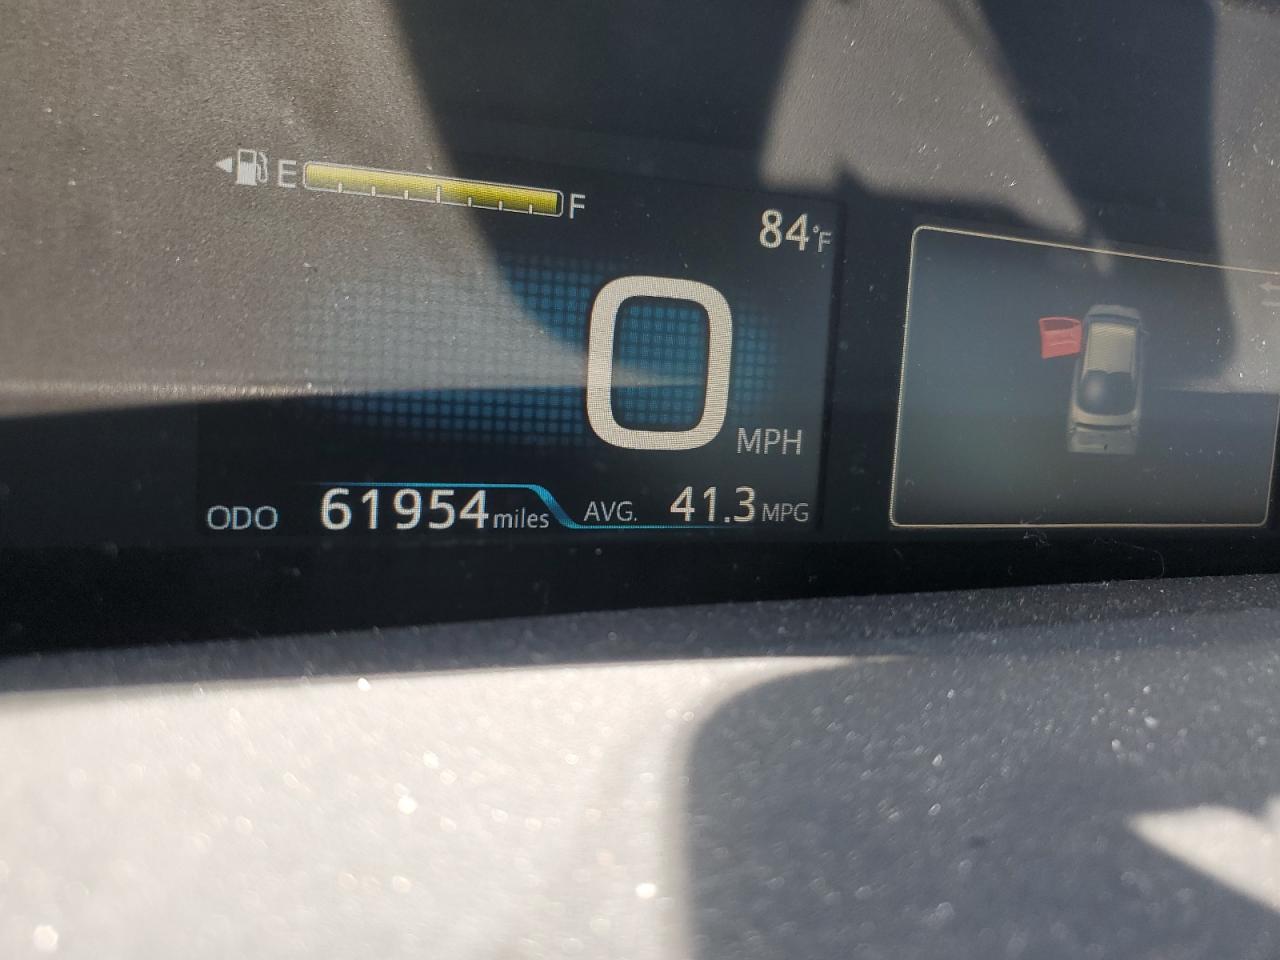 E F
84°F
0 MPH
ODO 61954 miles AVG. 41.3 MPG